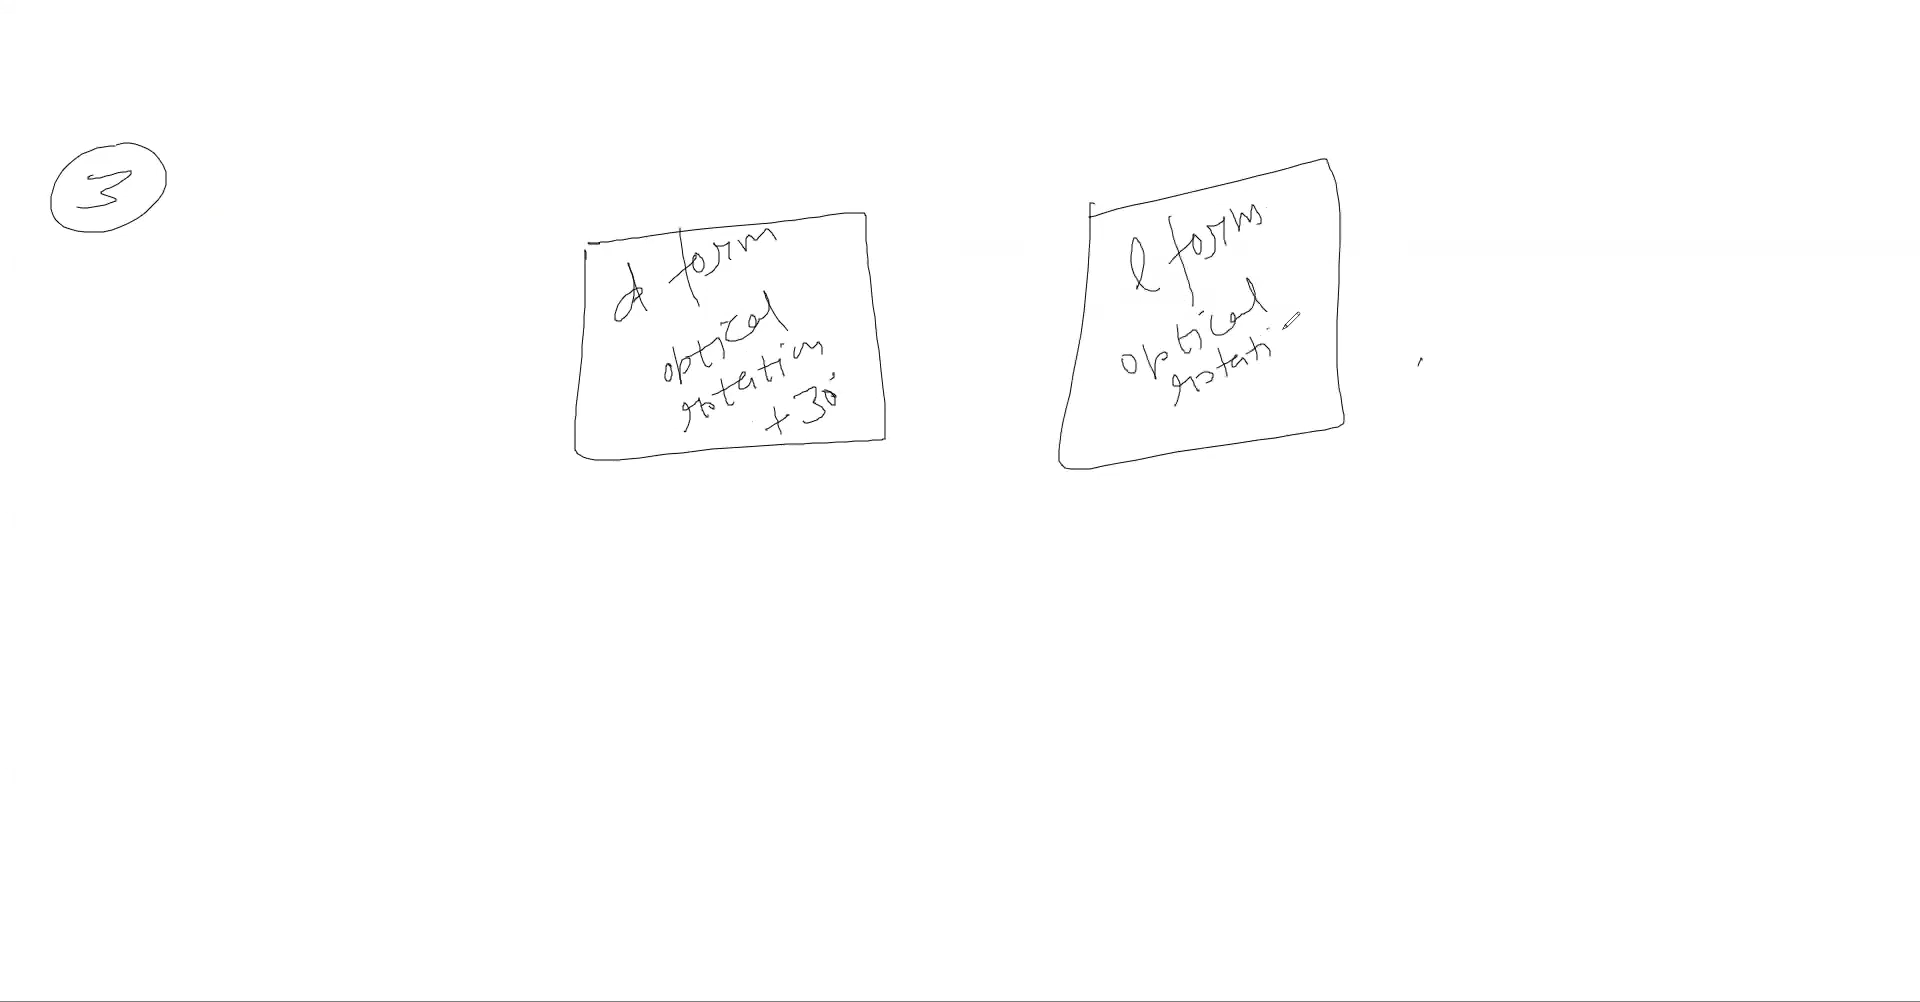 3
d form
optical
rotation
+30°
l form
optical
rotati